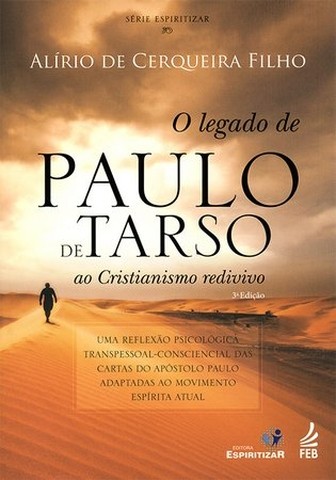 SÉRIE ESPIRITIZAR
ALÍRIO DE CERQUEIRA FILHO
O legado de
PAULO
DE TARSO
ao Cristianismo redivivo
3ª Edição
UMA REFLEXÃO PSICOLÓGICA
TRANSPESSOAL-CONSCIENCIAL DAS
CARTAS DO APÓSTOLO PAULO
ADAPTADAS AO MOVIMENTO
ESPÍRITA ATUAL
EDITORA
ESPIRITIZAR
FEB